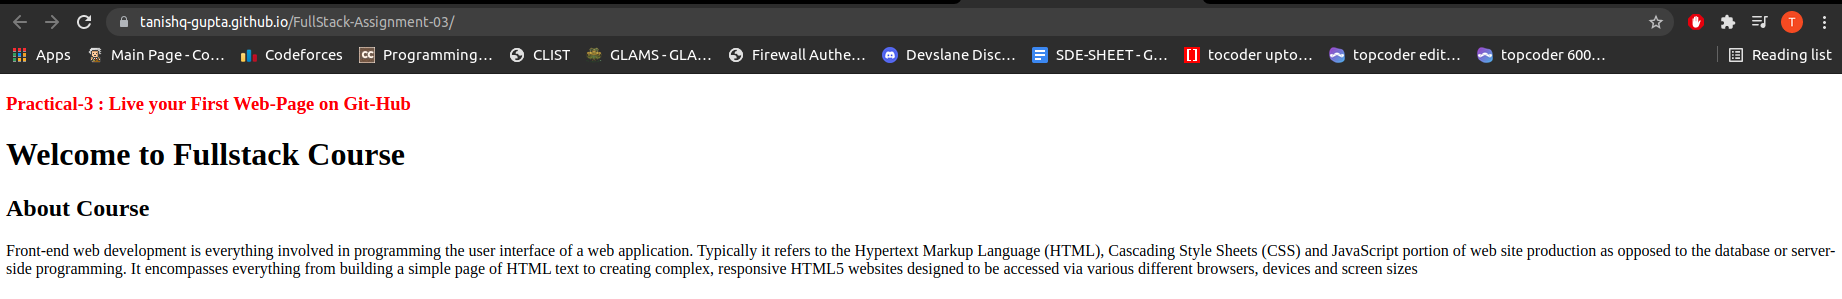 tanishq-gupta.github.io/FullStack-Assignment-03/
T
Apps Main Page - Co... CC Codeforces Programming... CLIST GLAMS - GLA... Firewall Authe... Devslane Disc... SDE-SHEET - G... [] tocoder upto... topcoder edit... topcoder 600... Reading list
Practical-3 : Live your First Web-Page on Git-Hub
Welcome to Fullstack Course
About Course
Front-end web development is everything involved in programming the user interface of a web application. Typically it refers to the Hypertext Markup Language (HTML), Cascading Style Sheets (CSS) and JavaScript portion of web site production as opposed to the database or server-
side programming. It encompasses everything from building a simple page of HTML text to creating complex, responsive HTML5 websites designed to be accessed via various different browsers, devices and screen sizes